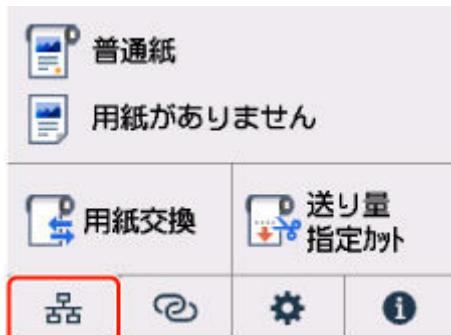 普通紙
用紙がありません
用紙交換
送り量
指定ｶｯﾄ